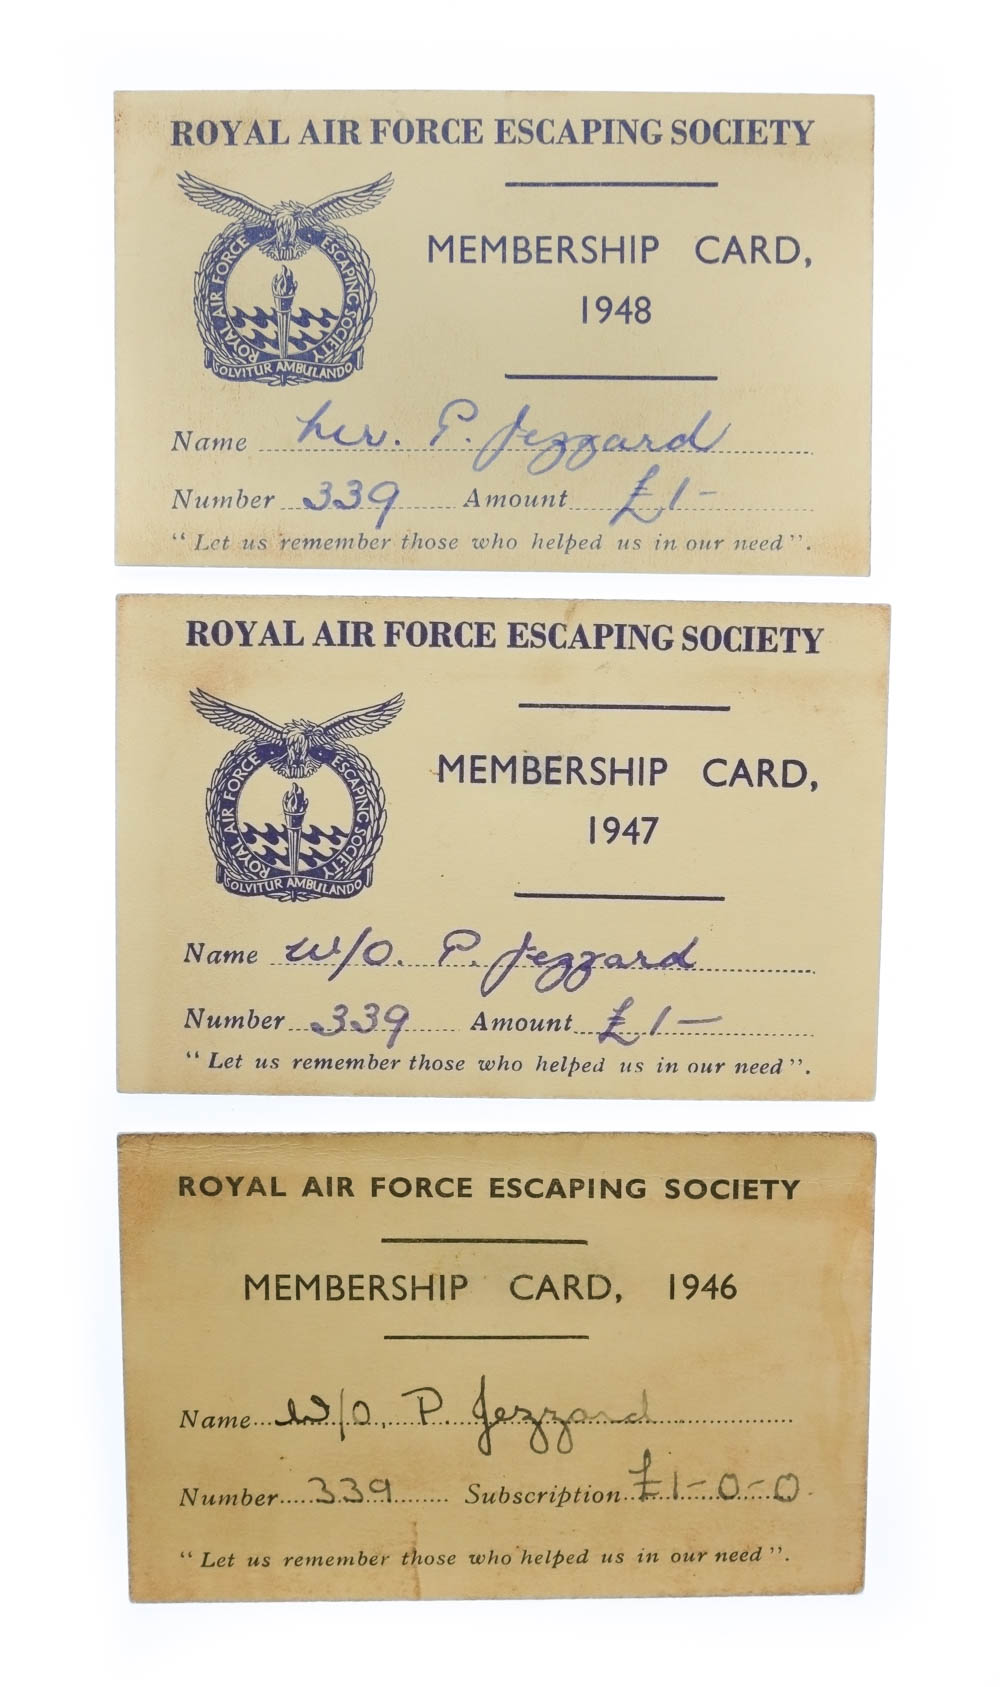 ROYAL AIR FORCE ESCAPING SOCIETY
MEMBERSHIP CARD,
1948
ROYAL AIR FORCE ESCAPING SOCIETY
SOLVITUR AMBULANDO
Name P. Jezzard
Number 339 Amount £1-
"Let us remember those who helped us in our need".
ROYAL AIR FORCE ESCAPING SOCIETY
MEMBERSHIP CARD,
1947
ROYAL AIR FORCE ESCAPING SOCIETY
SOLVITUR AMBULANDO
Name W/O. P. Jezzard
Number 339 Amount £1-
"Let us remember those who helped us in our need".
ROYAL AIR FORCE ESCAPING SOCIETY
MEMBERSHIP CARD, 1946
Name W/O. P. Jezzard
Number 339 Subscription £1-0-0
"Let us remember those who helped us in our need".